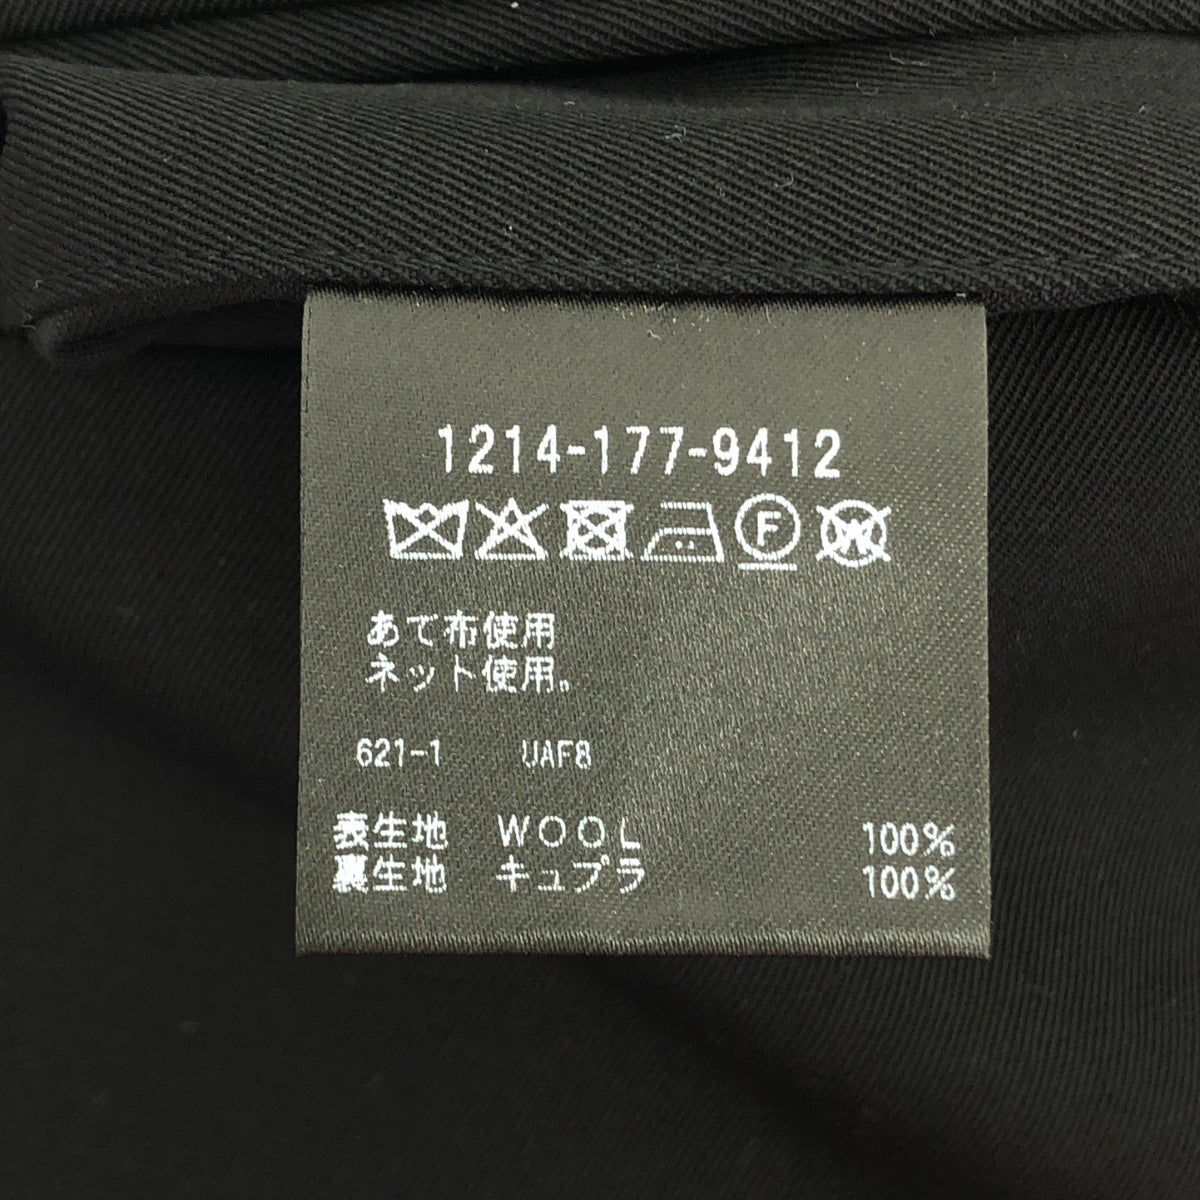 1214-177-9412
F W
あて布使用
ネット使用。
621-1 UAF8
表生地 WOOL 100%
裏生地 キュプラ 100%